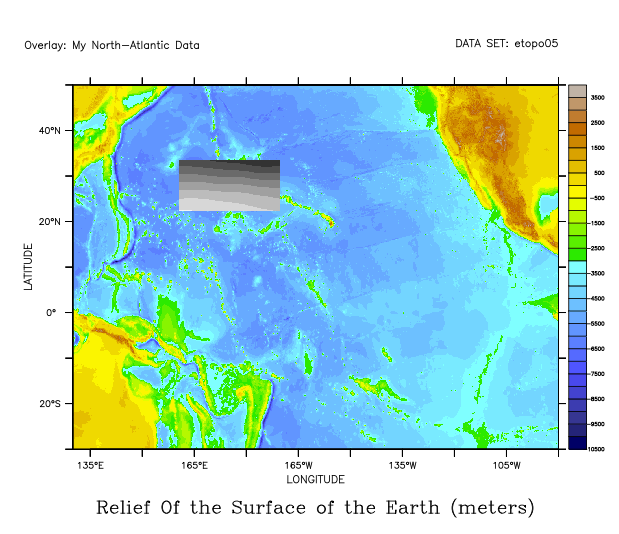 Overlay: My North-Atlantic Data
DATA SET: etopo05
40°N
20°N
0°
20°S
LATITUDE
135°E 165°E 165°W 135°W 105°W
LONGITUDE
3500
2500
1500
500
-500
-1500
-2500
-3500
-4500
-5500
-6500
-7500
-8500
-9500
-10500
Relief Of the Surface of the Earth (meters)